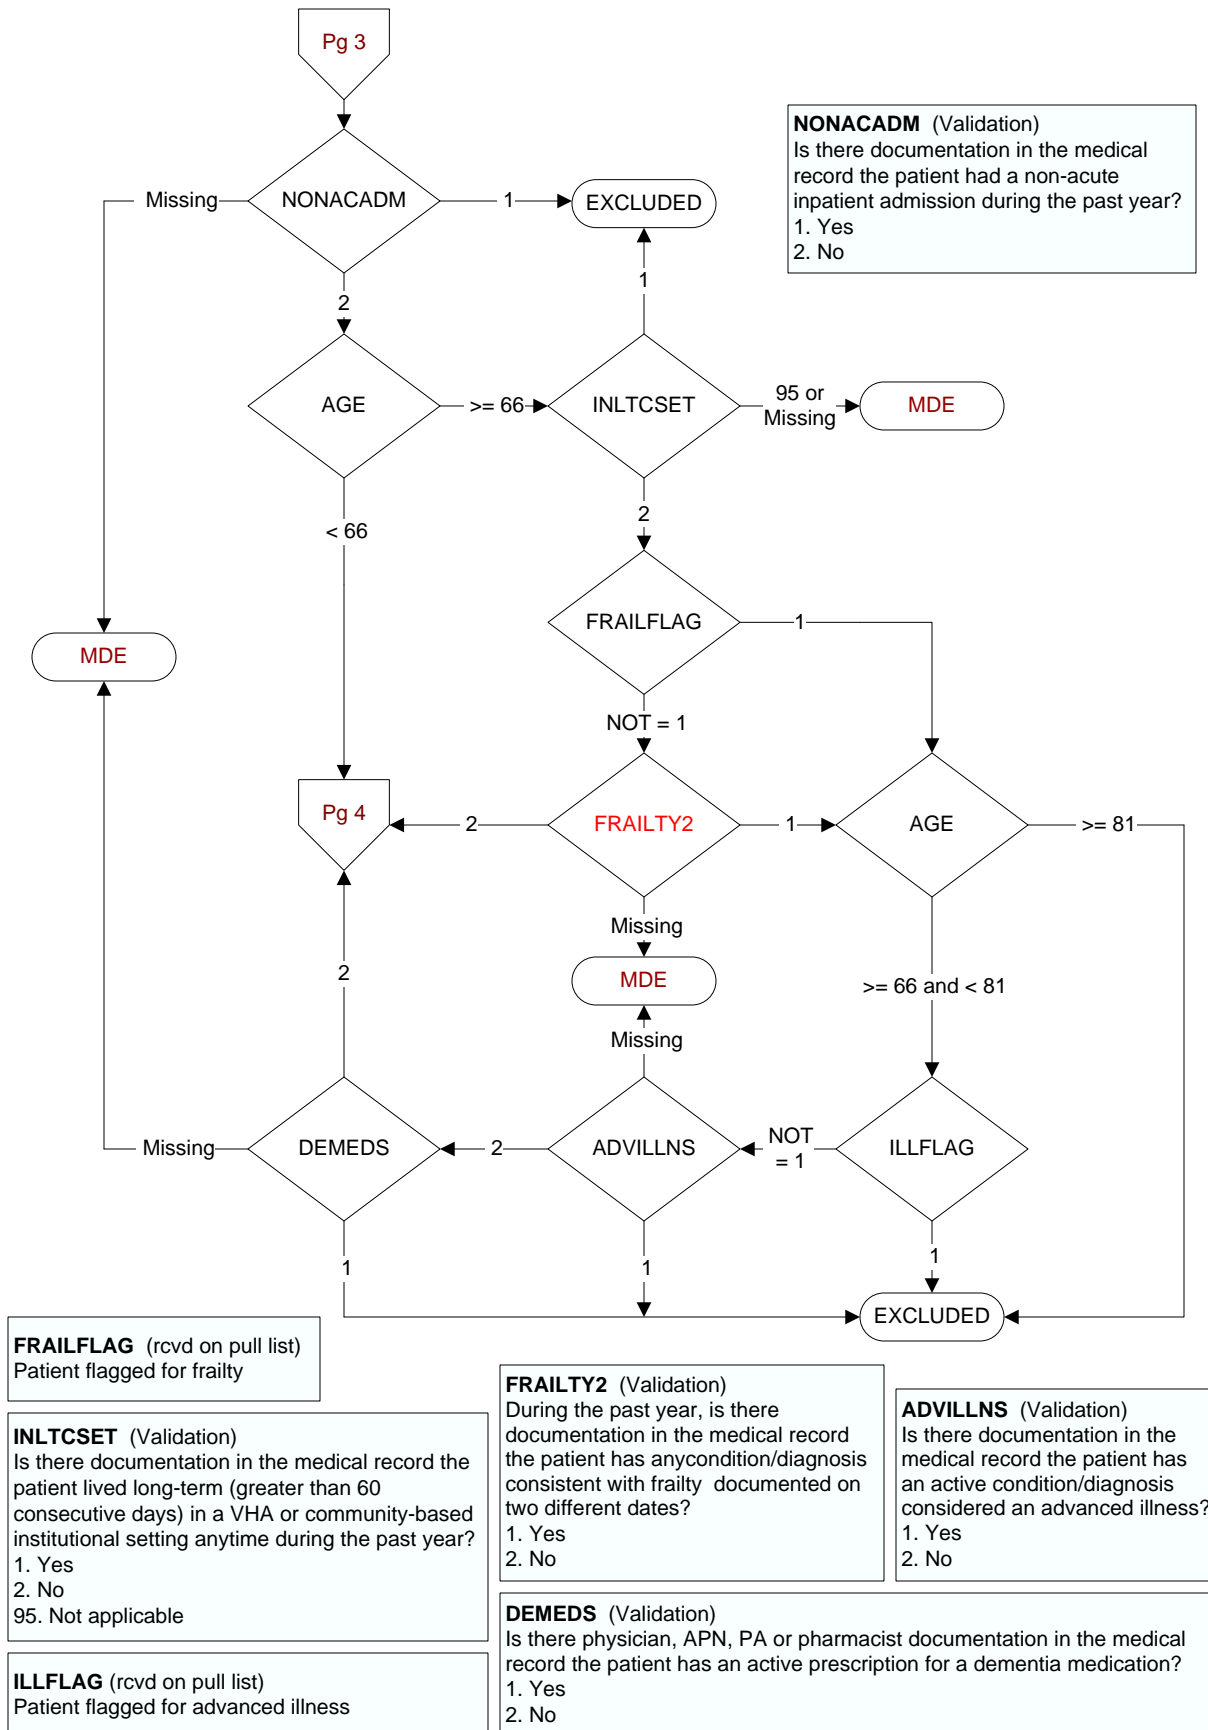 Pg 3
NONACADM (Validation)
Is there documentation in the medical
record the patient had a non-acute
inpatient admission during the past year?
1. Yes
2. No
Missing
NONACADM
1
EXCLUDED
2
1
AGE
>= 66
INLTCSET
95 or
Missing
MDE
< 66
2
FRAILFLAG
1
MDE
NOT = 1
Pg 4
2
FRAILTY2
1
AGE
>= 81
Missing
2
MDE
>= 66 and < 81
Missing
Missing
DEMEDS
2
ADVILLNS
NOT
= 1
ILLFLAG
1
1
1
EXCLUDED
FRAILFLAG (rcvd on pull list)
Patient flagged for frailty
INLTCSET (Validation)
Is there documentation in the medical record the
patient lived long-term (greater than 60
consecutive days) in a VHA or community-based
institutional setting anytime during the past year?
1. Yes
2. No
95. Not applicable
ILLFLAG (rcvd on pull list)
Patient flagged for advanced illness
FRAILTY2 (Validation)
During the past year, is there
documentation in the medical record
the patient has anycondition/diagnosis
consistent with frailty documented on
two different dates?
1. Yes
2. No
ADVILLNS (Validation)
Is there documentation in the
medical record the patient has
an active condition/diagnosis
considered an advanced illness?
1. Yes
2. No
DEMEDS (Validation)
Is there physician, APN, PA or pharmacist documentation in the medical
record the patient has an active prescription for a dementia medication?
1. Yes
2. No